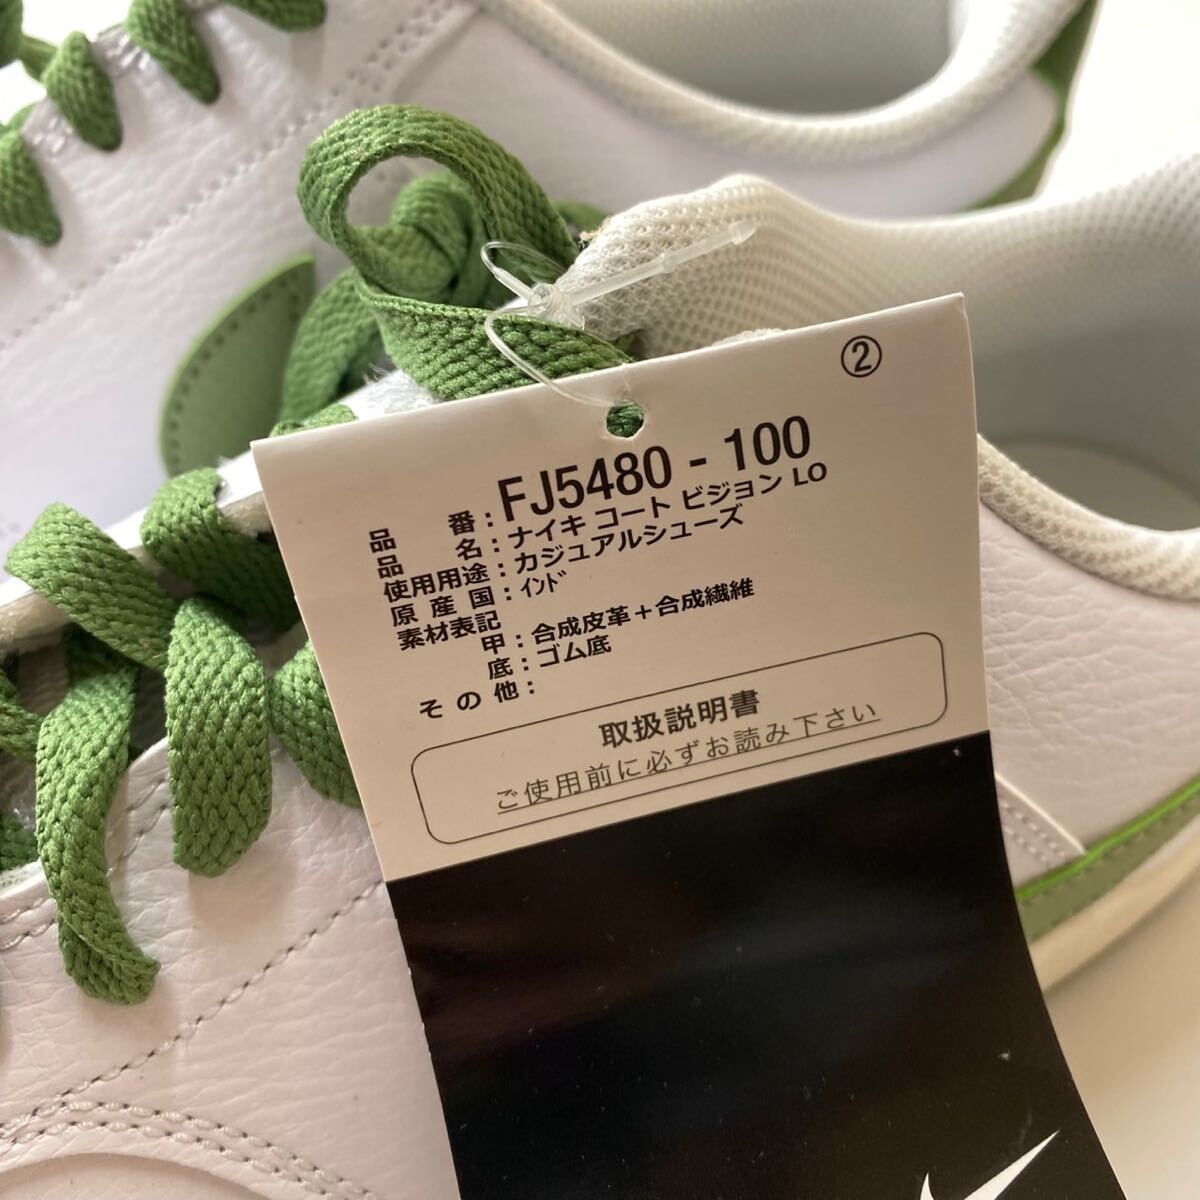 ②
品番：FJ5480 - 100
品名：ナイキ コート ビジョン LO
使用用途：カジュアルシューズ
原産国：インド
素材表記
甲：合成皮革＋合成繊維
底：ゴム底
その他：
取扱説明書
ご使用前に必ずお読み下さい